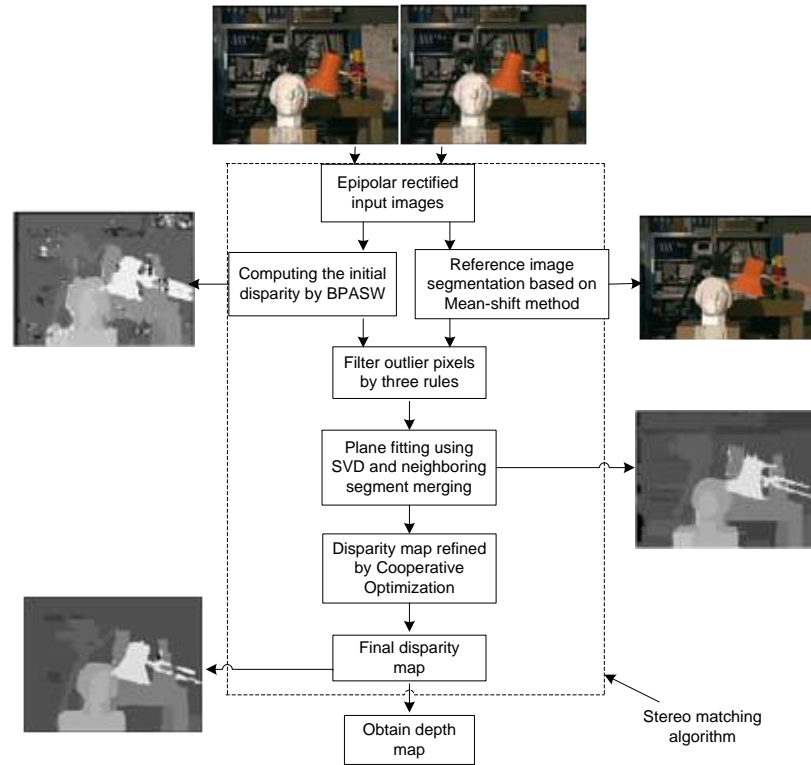 Epipolar rectified
input images
Computing the initial
disparity by BPASW
Reference image
segmentation based on
Mean-shift method
Filter outlier pixels
by three rules
Plane fitting using
SVD and neighboring
segment merging
Disparity map refined
by Cooperative
Optimization
Final disparity
map
Obtain depth
map
Stereo matching
algorithm